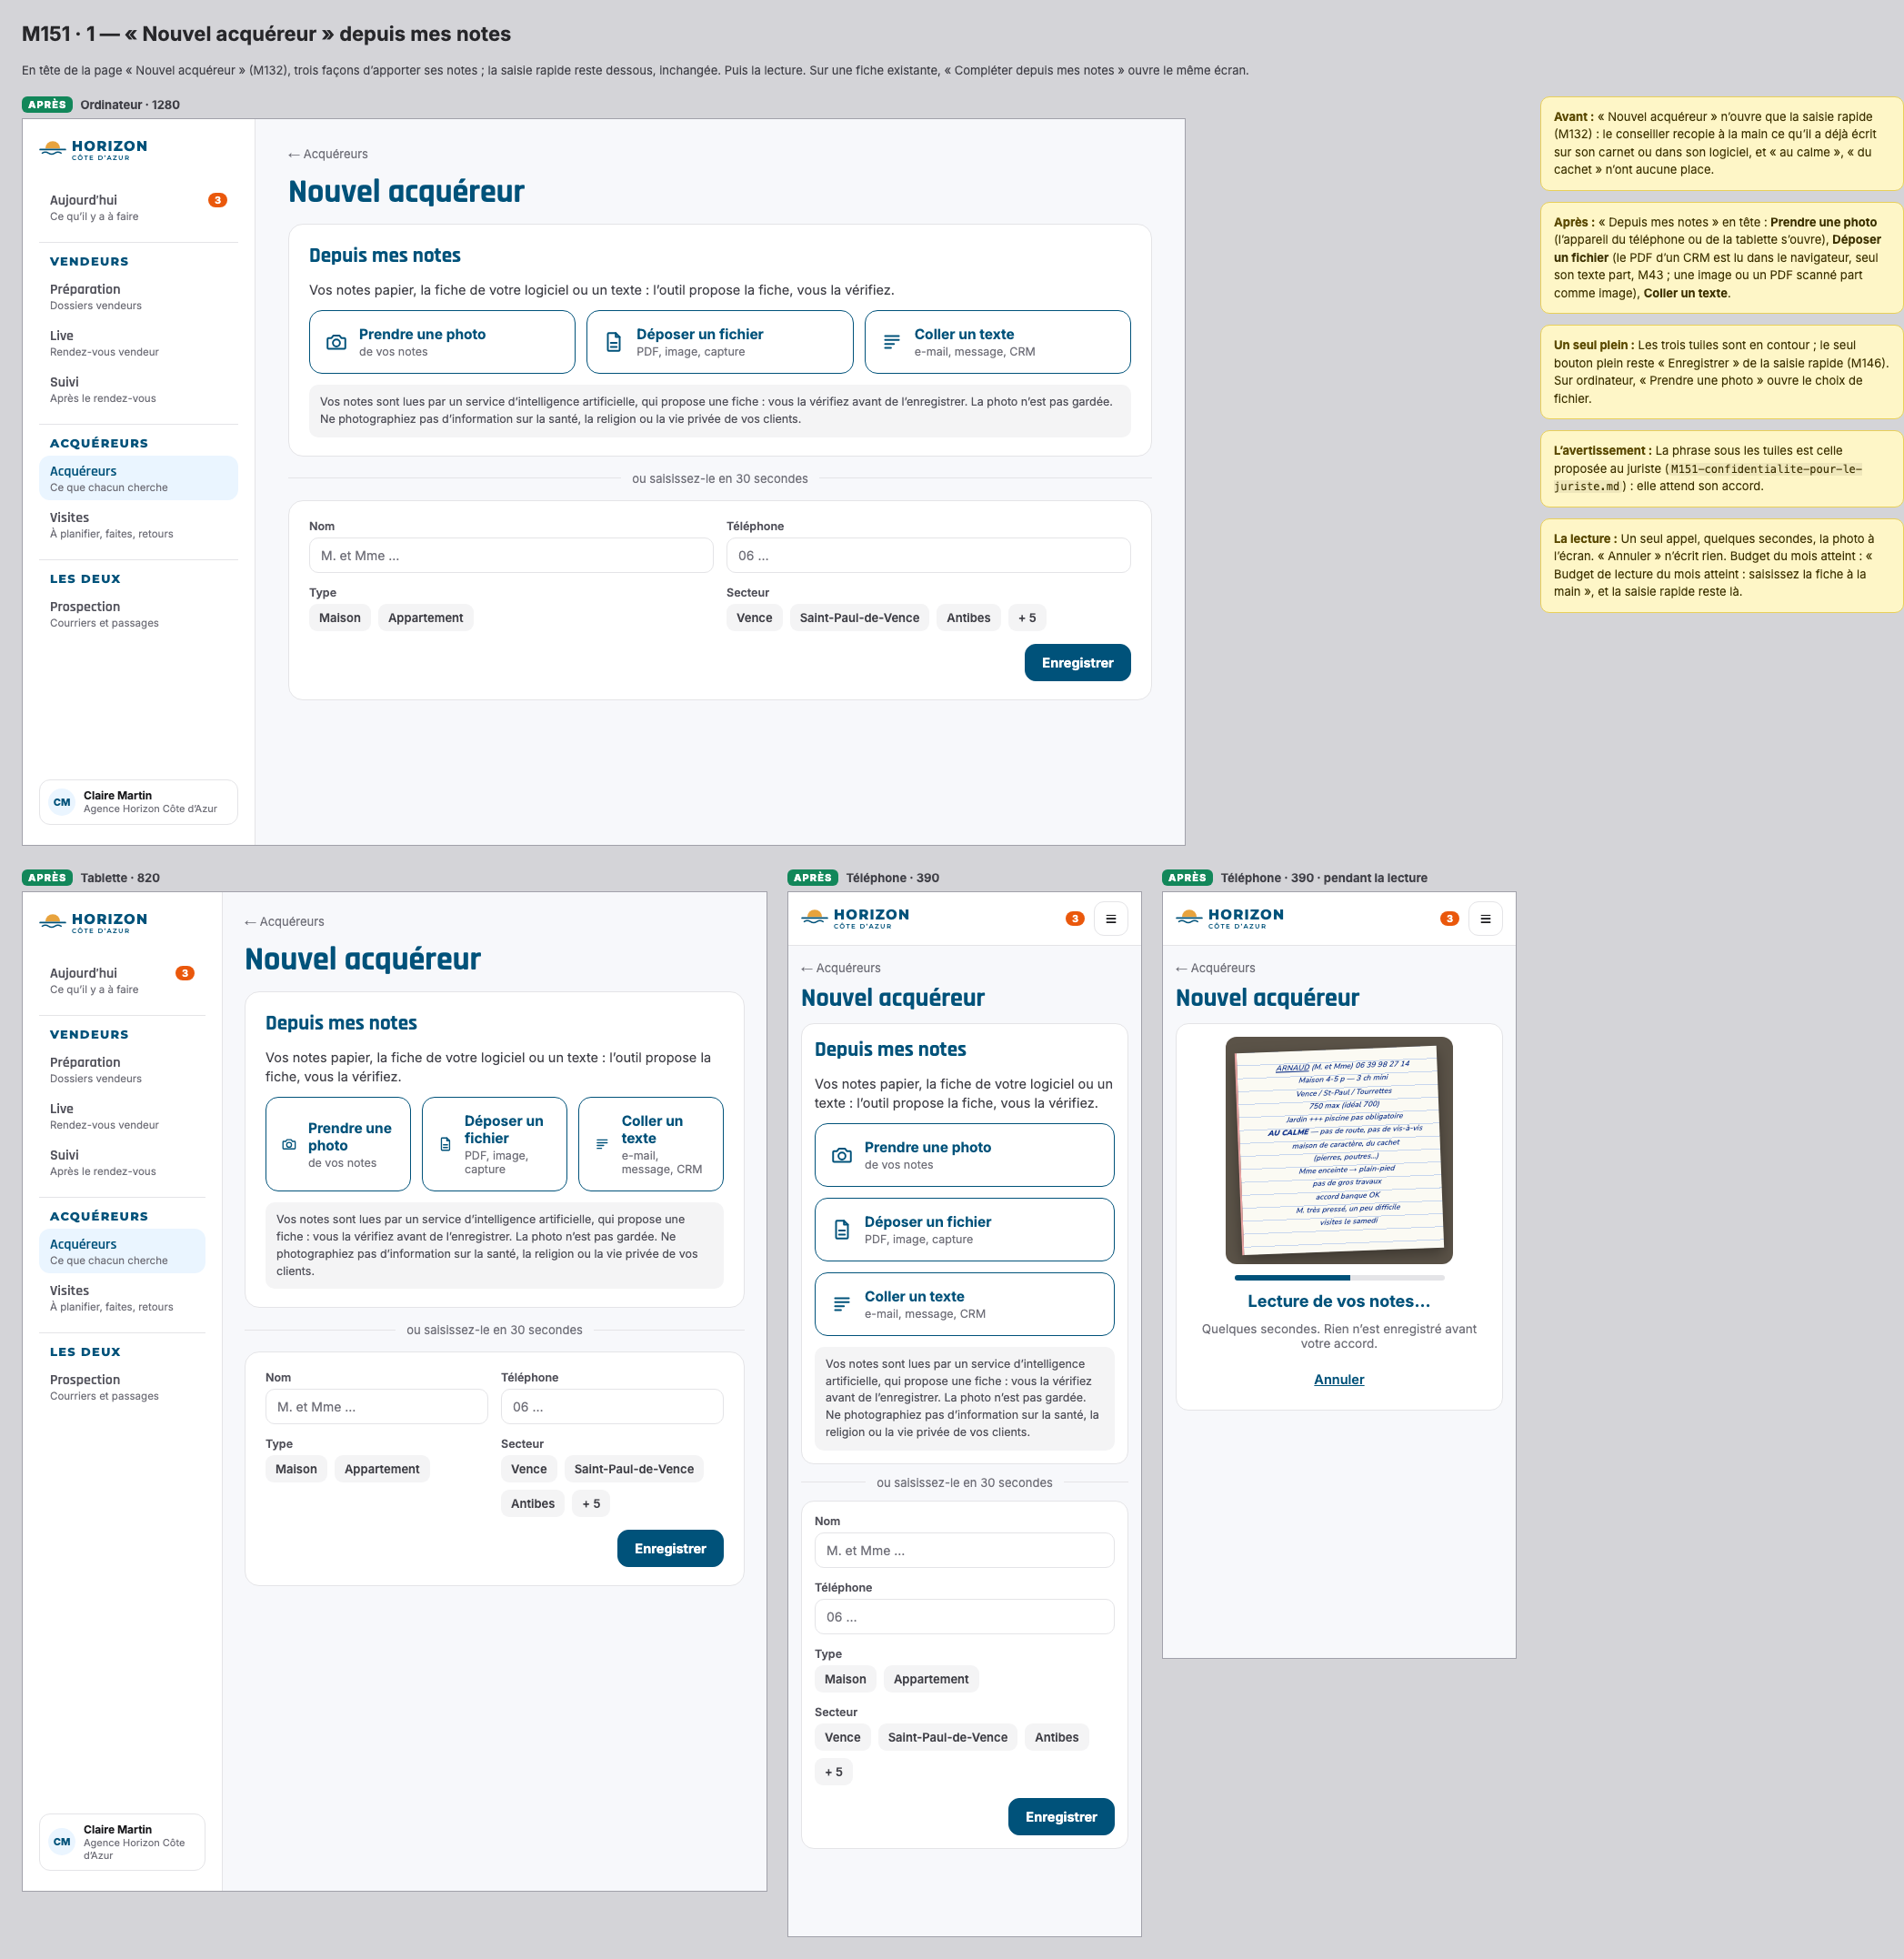 M151 · 1 — « Nouvel acquéreur » depuis mes notes
En tête de la page « Nouvel acquéreur » (M132), trois façons d'apporter ses notes ; la saisie rapide reste dessous, inchangée. Puis la lecture. Sur une fiche existante, « Compléter depuis mes notes » ouvre le même écran.
APRÈS Ordinateur · 1280
HORIZON
CÔTE D'AZUR
Aujourd'hui 3
Ce qu'il y a à faire
VENDEURS
Préparation
Dossiers vendeurs
Live
Rendez-vous vendeur
Suivi
Après le rendez-vous
ACQUÉREURS
Acquéreurs
Ce que chacun cherche
Visites
À planifier, faites, retours
LES DEUX
Prospection
Courriers et passages
CM Claire Martin
Agence Horizon Côte d'Azur
← Acquéreurs
Nouvel acquéreur
Depuis mes notes
Vos notes papier, la fiche de votre logiciel ou un texte : l'outil propose la fiche, vous la vérifiez.
Prendre une photo
de vos notes
Déposer un fichier
PDF, image, capture
Coller un texte
e-mail, message, CRM
Vos notes sont lues par un service d'intelligence artificielle, qui propose une fiche : vous la vérifiez avant de l'enregistrer. La photo n'est pas gardée.
Ne photographiez pas d'information sur la santé, la religion ou la vie privée de vos clients.
ou saisissez-le en 30 secondes
Nom
M. et Mme ...
Téléphone
06 ...
Type
Maison Appartement
Secteur
Vence Saint-Paul-de-Vence Antibes + 5
Enregistrer
Avant : « Nouvel acquéreur » n'ouvre que la saisie rapide
(M132) : le conseiller recopie à la main ce qu'il a déjà écrit
sur son carnet ou dans son logiciel, et « au calme », « du
cachet » n'ont aucune place.
Après : « Depuis mes notes » en tête : Prendre une photo
(l'appareil du téléphone ou de la tablette s'ouvre), Déposer
un fichier (le PDF d'un CRM est lu dans le navigateur, seul
son texte part, M43 ; une image ou un PDF scanné part
comme image), Coller un texte.
Un seul plein : Les trois tuiles sont en contour ; le seul
bouton plein reste « Enregistrer » de la saisie rapide (M146).
Sur ordinateur, « Prendre une photo » ouvre le choix de
fichier.
L'avertissement : La phrase sous les tuiles est celle
proposée au juriste (M151-confidentialite-pour-le-
juriste.md) : elle attend son accord.
La lecture : Un seul appel, quelques secondes, la photo à
l'écran. « Annuler » n'écrit rien. Budget du mois atteint : «
Budget de lecture du mois atteint : saisissez la fiche à la
main », et la saisie rapide reste là.
APRÈS Tablette · 820
HORIZON
CÔTE D'AZUR
Aujourd'hui 3
Ce qu'il y a à faire
VENDEURS
Préparation
Dossiers vendeurs
Live
Rendez-vous vendeur
Suivi
Après le rendez-vous
ACQUÉREURS
Acquéreurs
Ce que chacun cherche
Visites
À planifier, faites, retours
LES DEUX
Prospection
Courriers et passages
CM Claire Martin
Agence Horizon Côte
d'Azur
← Acquéreurs
Nouvel acquéreur
Depuis mes notes
Vos notes papier, la fiche de votre logiciel ou un texte : l'outil propose la
fiche, vous la vérifiez.
Prendre une
photo
de vos notes
Déposer un
fichier
PDF, image,
capture
Coller un
texte
e-mail,
message, CRM
Vos notes sont lues par un service d'intelligence artificielle, qui propose une
fiche : vous la vérifiez avant de l'enregistrer. La photo n'est pas gardée. Ne
photographiez pas d'information sur la santé, la religion ou la vie privée de vos
clients.
ou saisissez-le en 30 secondes
Nom
M. et Mme ...
Téléphone
06 ...
Type
Maison Appartement
Secteur
Vence Saint-Paul-de-Vence
Antibes + 5
Enregistrer
APRÈS Téléphone · 390
HORIZON
CÔTE D'AZUR
3
← Acquéreurs
Nouvel acquéreur
Depuis mes notes
Vos notes papier, la fiche de votre logiciel ou un
texte : l'outil propose la fiche, vous la vérifiez.
Prendre une photo
de vos notes
Déposer un fichier
PDF, image, capture
Coller un texte
e-mail, message, CRM
Vos notes sont lues par un service d'intelligence
artificielle, qui propose une fiche : vous la vérifiez
avant de l'enregistrer. La photo n'est pas gardée.
Ne photographiez pas d'information sur la santé, la
religion ou la vie privée de vos clients.
ou saisissez-le en 30 secondes
Nom
M. et Mme ...
Téléphone
06 ...
Type
Maison Appartement
Secteur
Vence Saint-Paul-de-Vence Antibes
+ 5
Enregistrer
APRÈS Téléphone · 390 · pendant la lecture
HORIZON
CÔTE D'AZUR
3
← Acquéreurs
Nouvel acquéreur
ARNAUD (M. et Mme) 06 39 98 27 14
Maison 4-5 p — 3 ch mini
Vence / St-Paul / Tourrettes
750 max (idéal 700)
Jardin +++ piscine pas obligatoire
AU CALME — pas de route, pas de vis-à-vis
maison de caractère, du cachet
(pierres, poutres...)
Mme enceinte → plain-pied
pas de gros travaux
accord banque OK
M. très pressé, un peu difficile
visites le samedi
Lecture de vos notes...
Quelques secondes. Rien n'est enregistré avant
votre accord.
Annuler